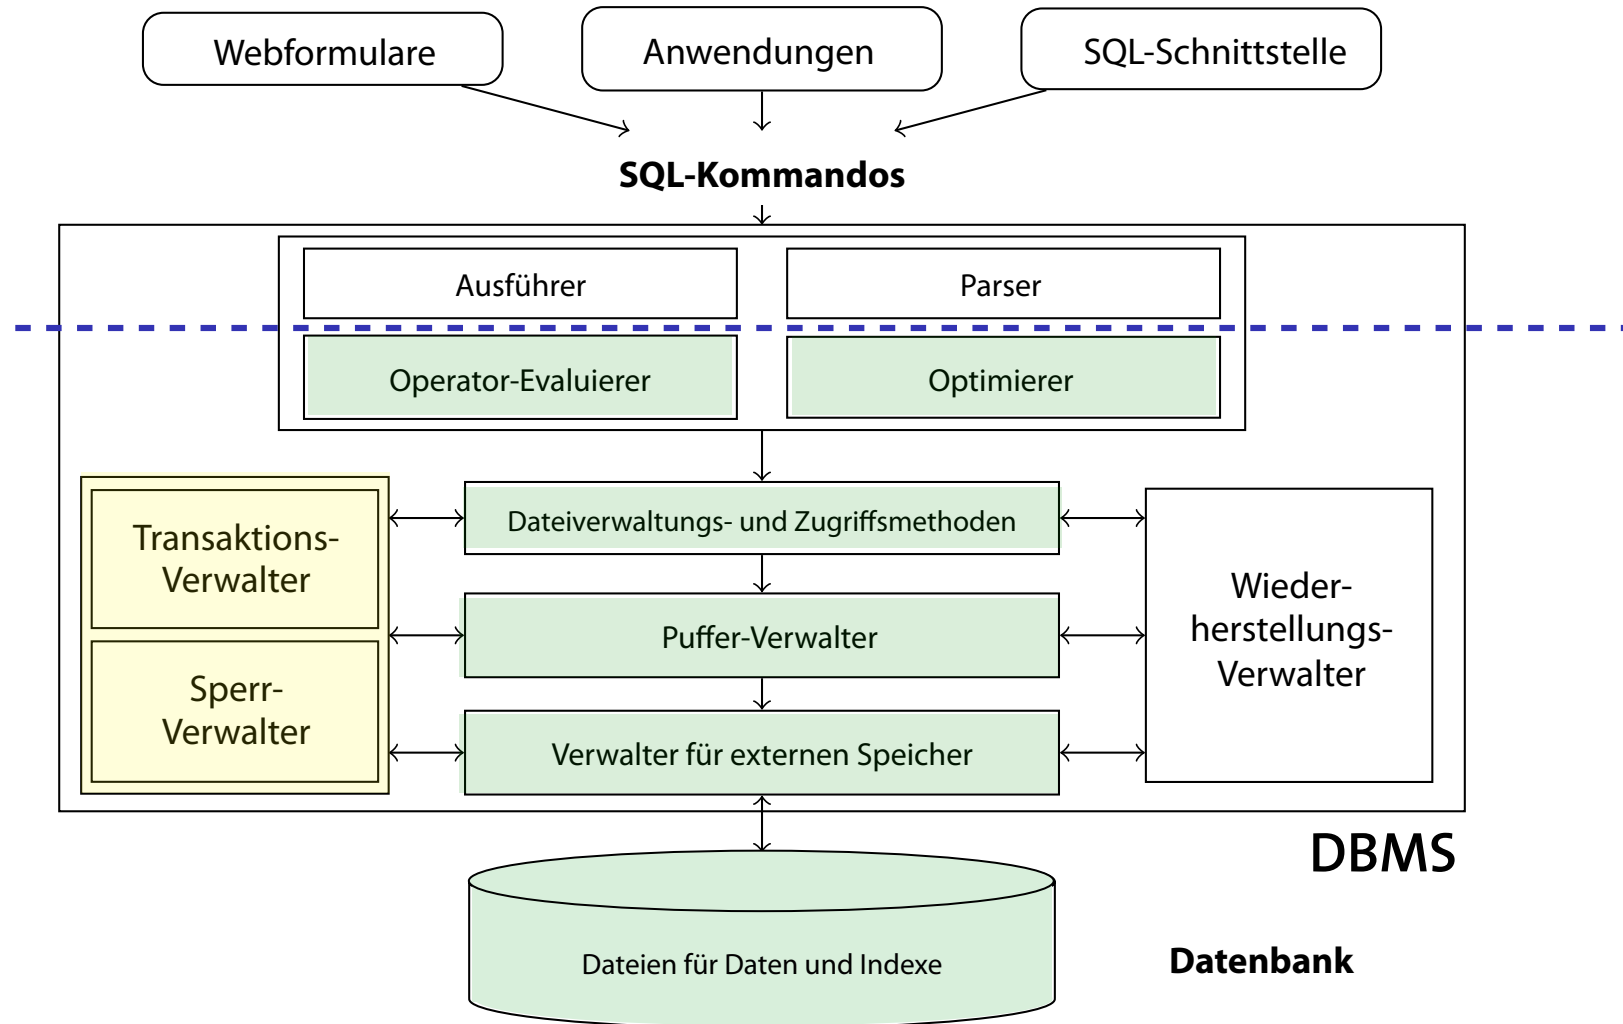 Webformulare
Anwendungen
SQL-Schnittstelle
SQL-Kommandos
Ausführer
Parser
Operator-Evaluierer
Optimierer
Transaktions-
Verwalter
Sperr-
Verwalter
Dateiverwaltungs- und Zugriffsmethoden
Puffer-Verwalter
Verwalter für externen Speicher
Wieder-
herstellungs-
Verwalter
DBMS
Dateien für Daten und Indexe
Datenbank